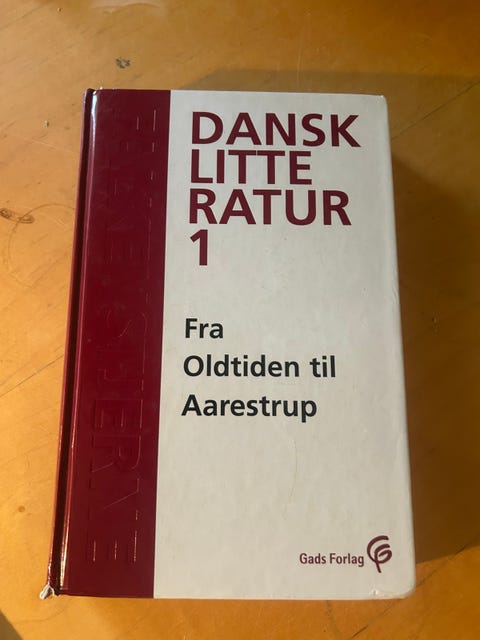 DANSK
LITTE
RATUR
1
Fra
Oldtiden til
Aarestrup
Gads Forlag